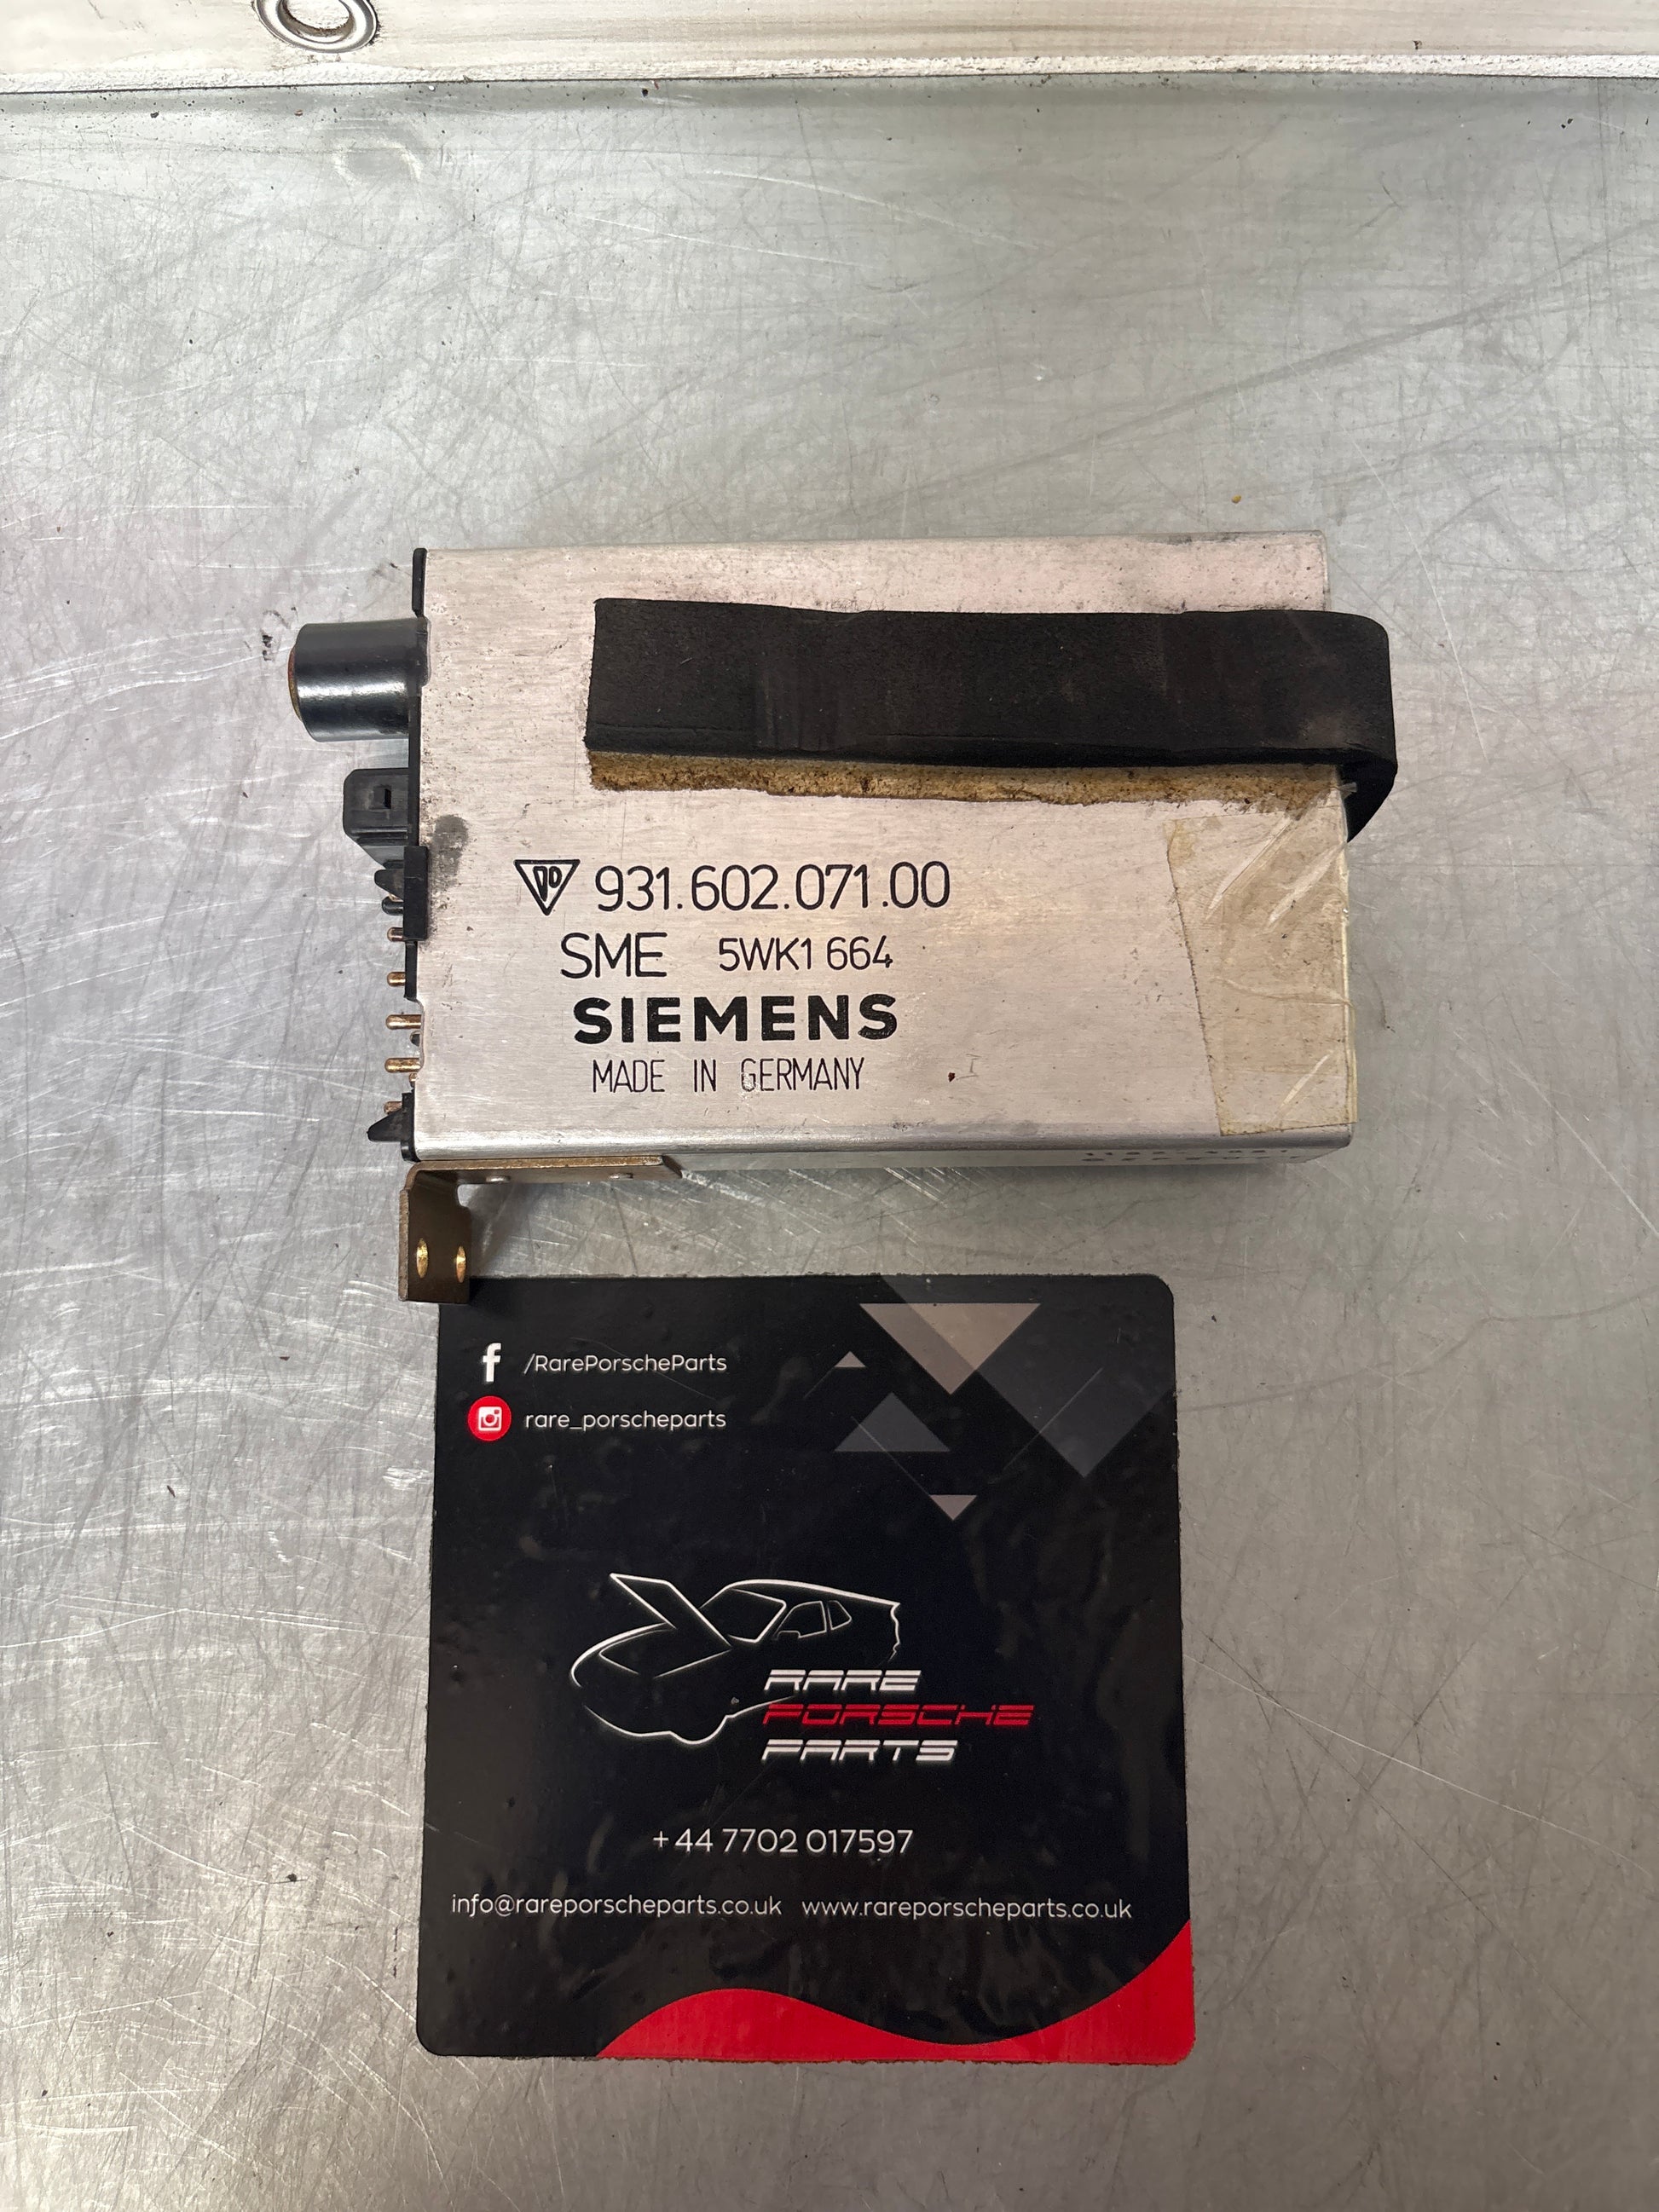 931.602.071.00
SME 5WK1 664
SIEMENS
MADE IN GERMANY
/RarePorscheParts
rare_porscheparts
RARE
PORSCHE
PARTS
+44 7702 017597
info@rareporscheparts.co.uk www.rareporscheparts.co.uk